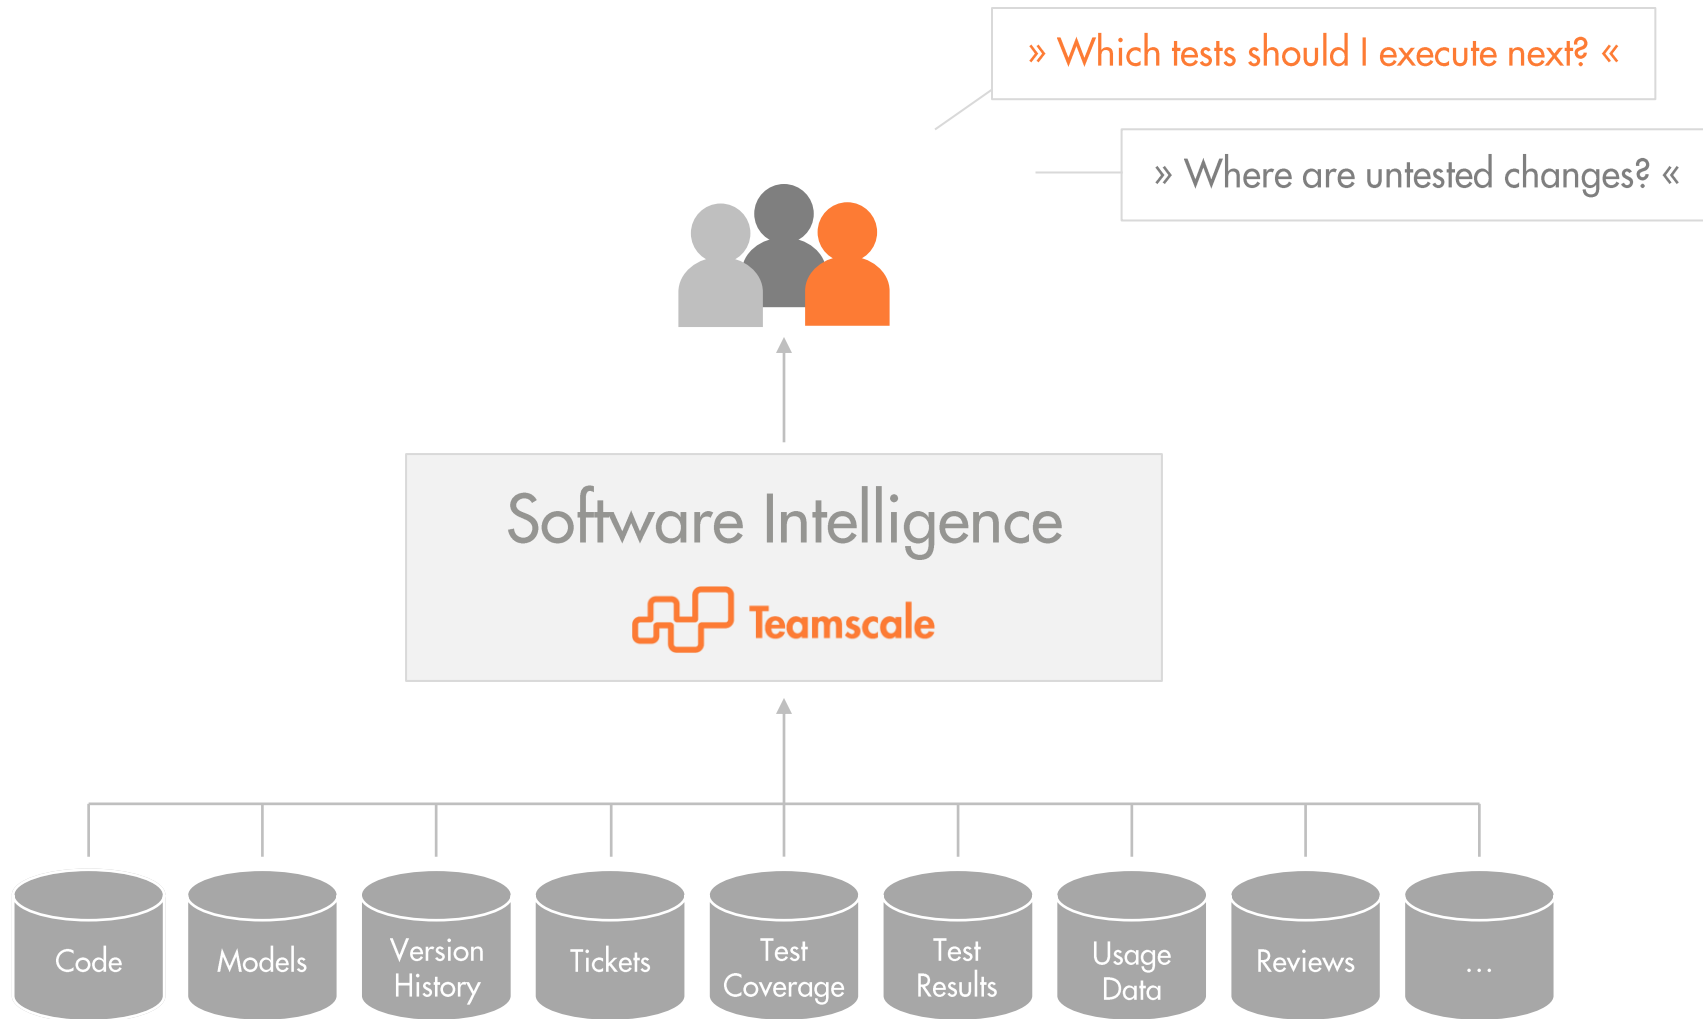 » Which tests should I execute next? «
» Where are untested changes? «
Software Intelligence
Teamscale
Code
Models
Version
History
Tickets
Test
Coverage
Test
Results
Usage
Data
Reviews
...